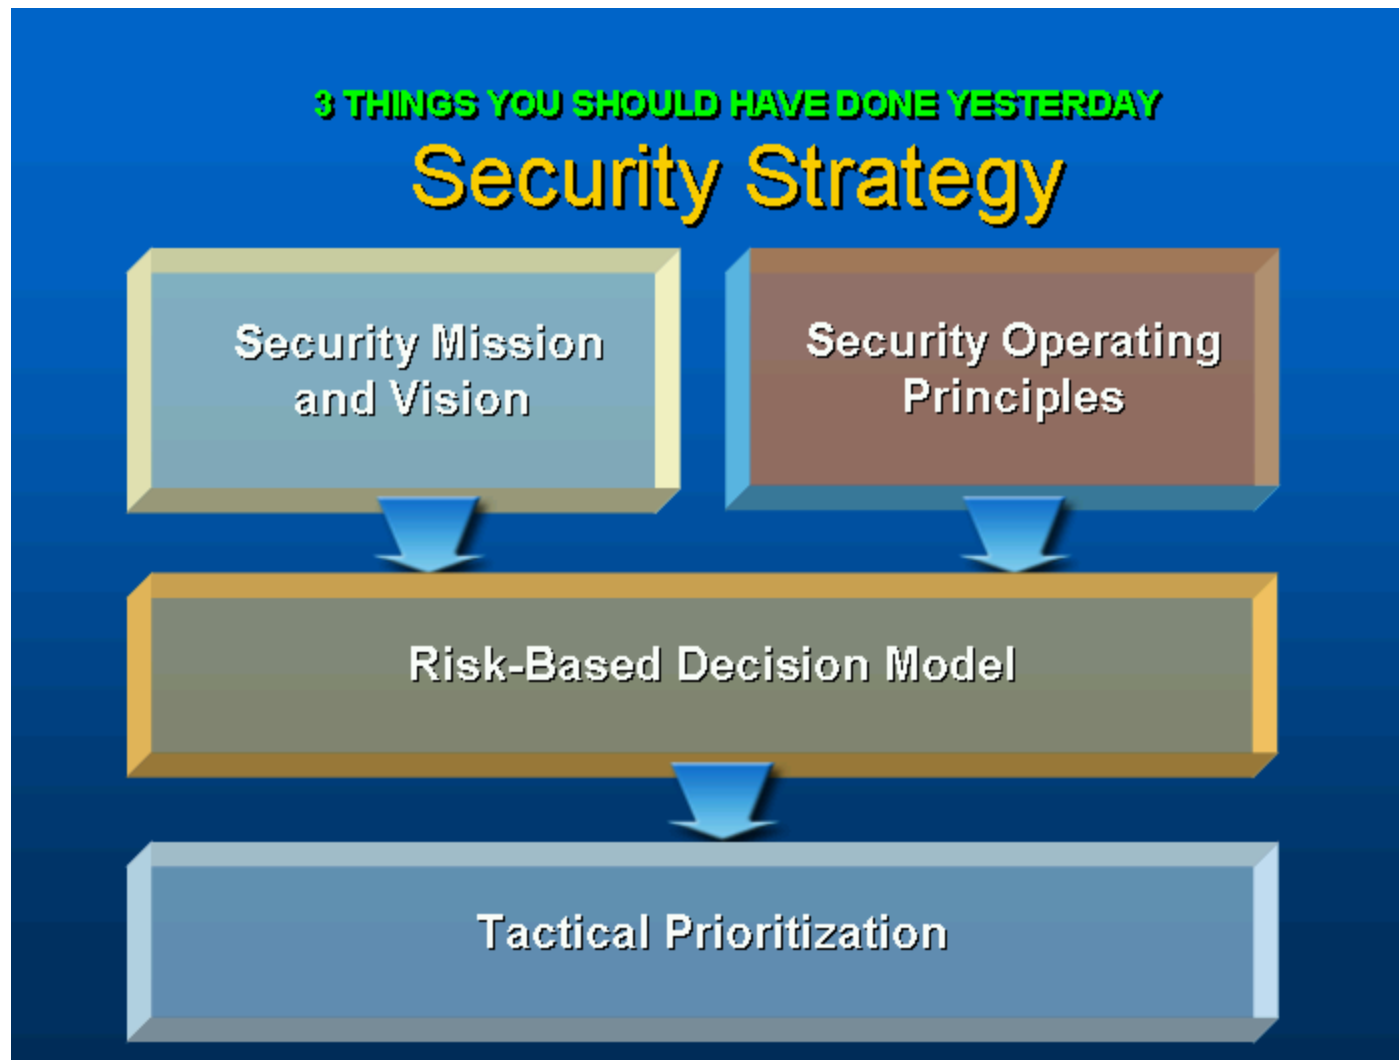 3 THINGS YOU SHOULD HAVE DONE YESTERDAY
Security Strategy
Security Mission
and Vision
Security Operating
Principles
Risk-Based Decision Model
Tactical Prioritization